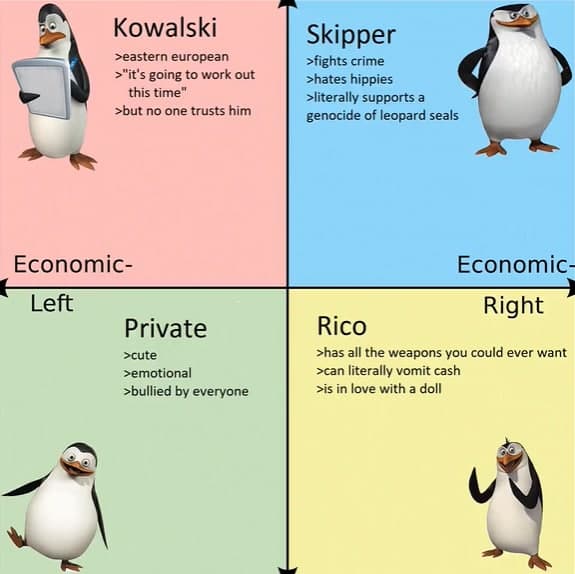 Kowalski
>eastern european
>"it's going to work out
this time"
>but no one trusts him
Skipper
>fights crime
>hates hippies
>literally supports a
genocide of leopard seals
Economic-
Left
Economic-
Right
Private
>cute
>emotional
>bullied by everyone
Rico
>has all the weapons you could ever want
>can literally vomit cash
>is in love with a doll